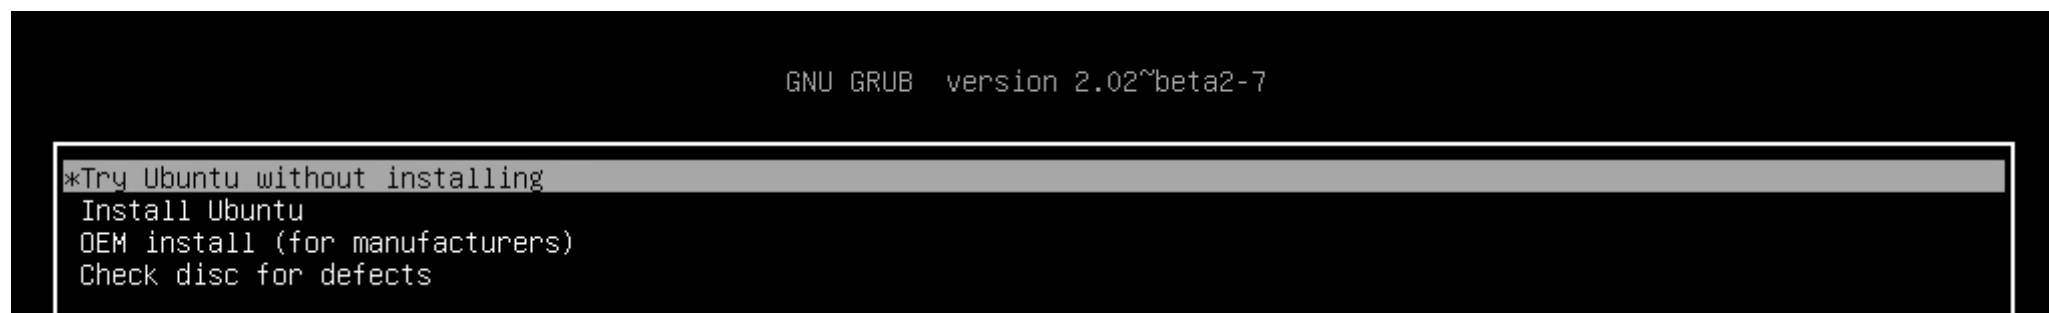 GNU GRUB  version 2.02~beta2-7
*Try Ubuntu without installing
Install Ubuntu
OEM install (for manufacturers)
Check disc for defects